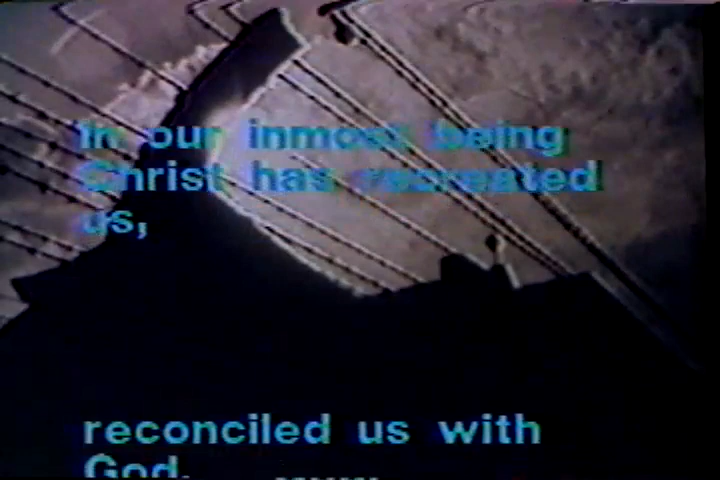 In our inmost being
Christ has recreated
us,
reconciled us with
God.